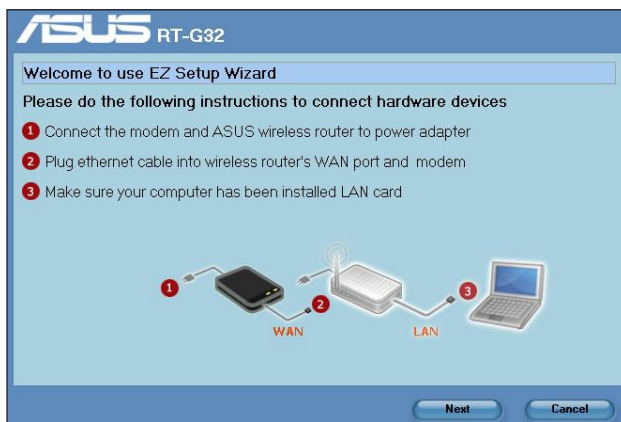 ASUS RT-G32
Welcome to use EZ Setup Wizard
Please do the following instructions to connect hardware devices
1 Connect the modem and ASUS wireless router to power adapter
2 Plug ethernet cable into wireless router's WAN port and modem
3 Make sure your computer has been installed LAN card
1
2
3
WAN
LAN
Next
Cancel